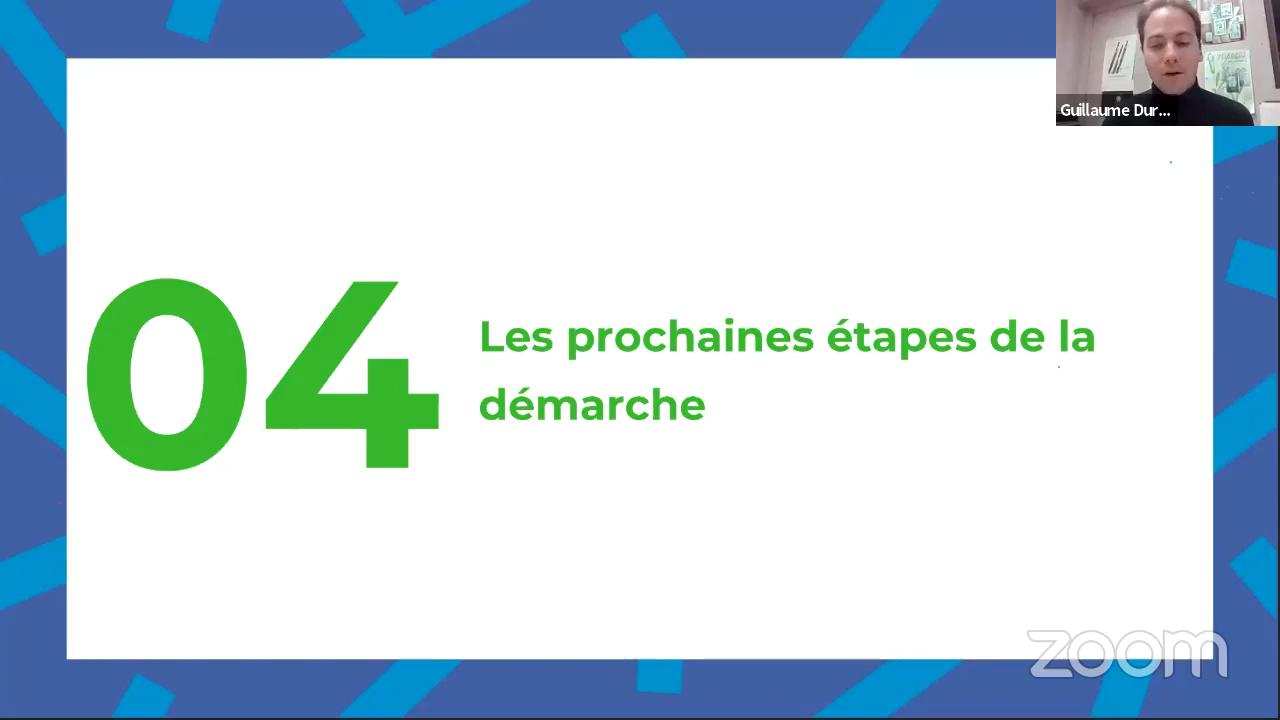 Guillaume Dur...
04
Les prochaines étapes de la
démarche
zoom